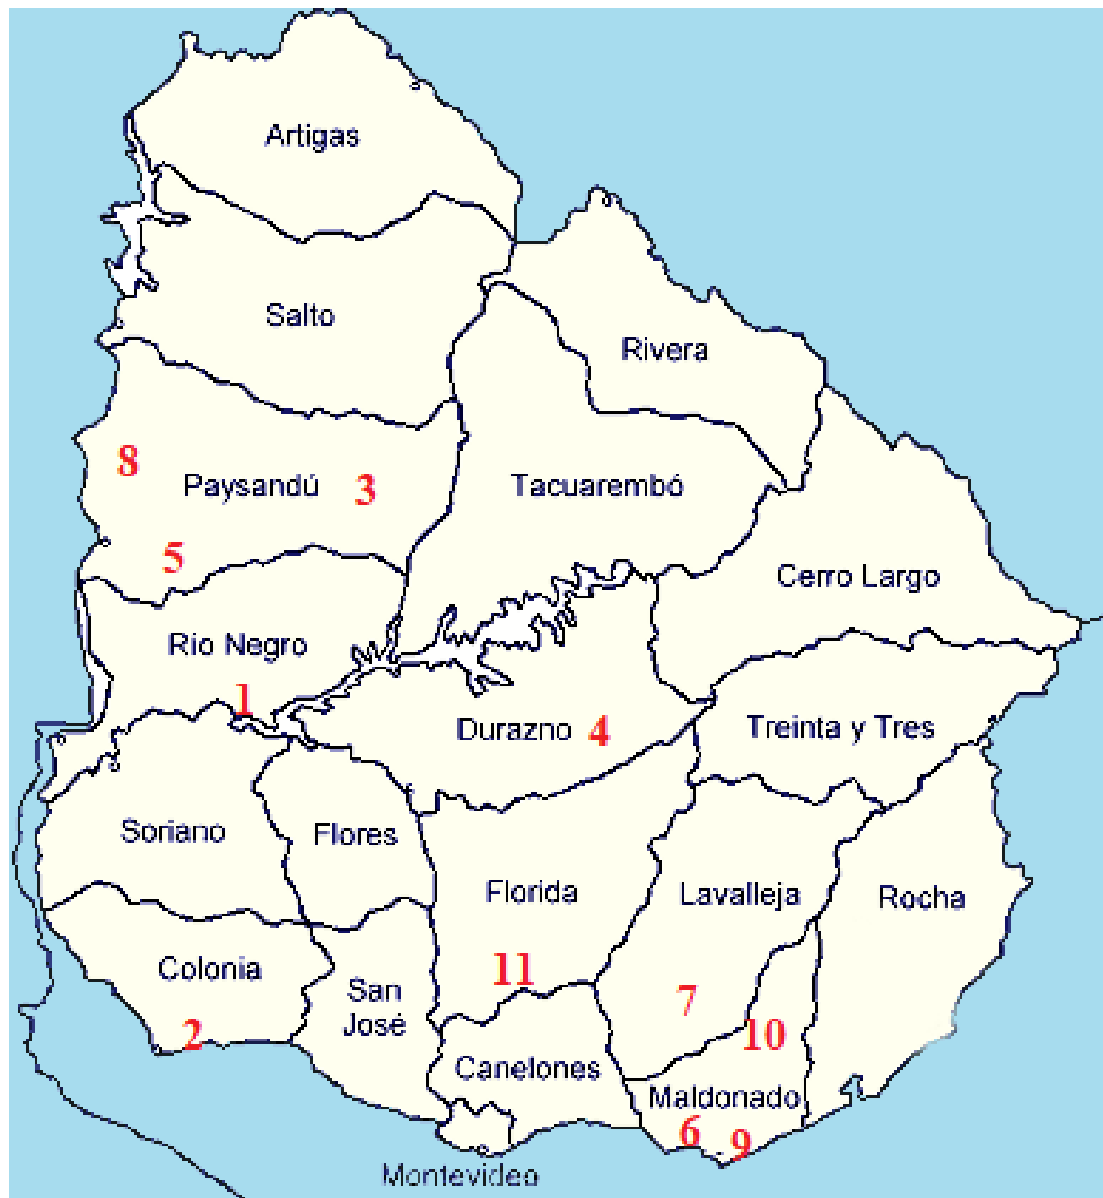 Artigas
Salto
Rivera
8
Paysandú
3
Tacuarembó
5
Cerro Largo
Río Negro
1
Durazno
4
Treinta y Tres
Soriano
Flores
Florida
Lavalleja
Rocha
Colonia
11
San
José
7
2
10
Canelones
Maldonado
6
9
Montevideo